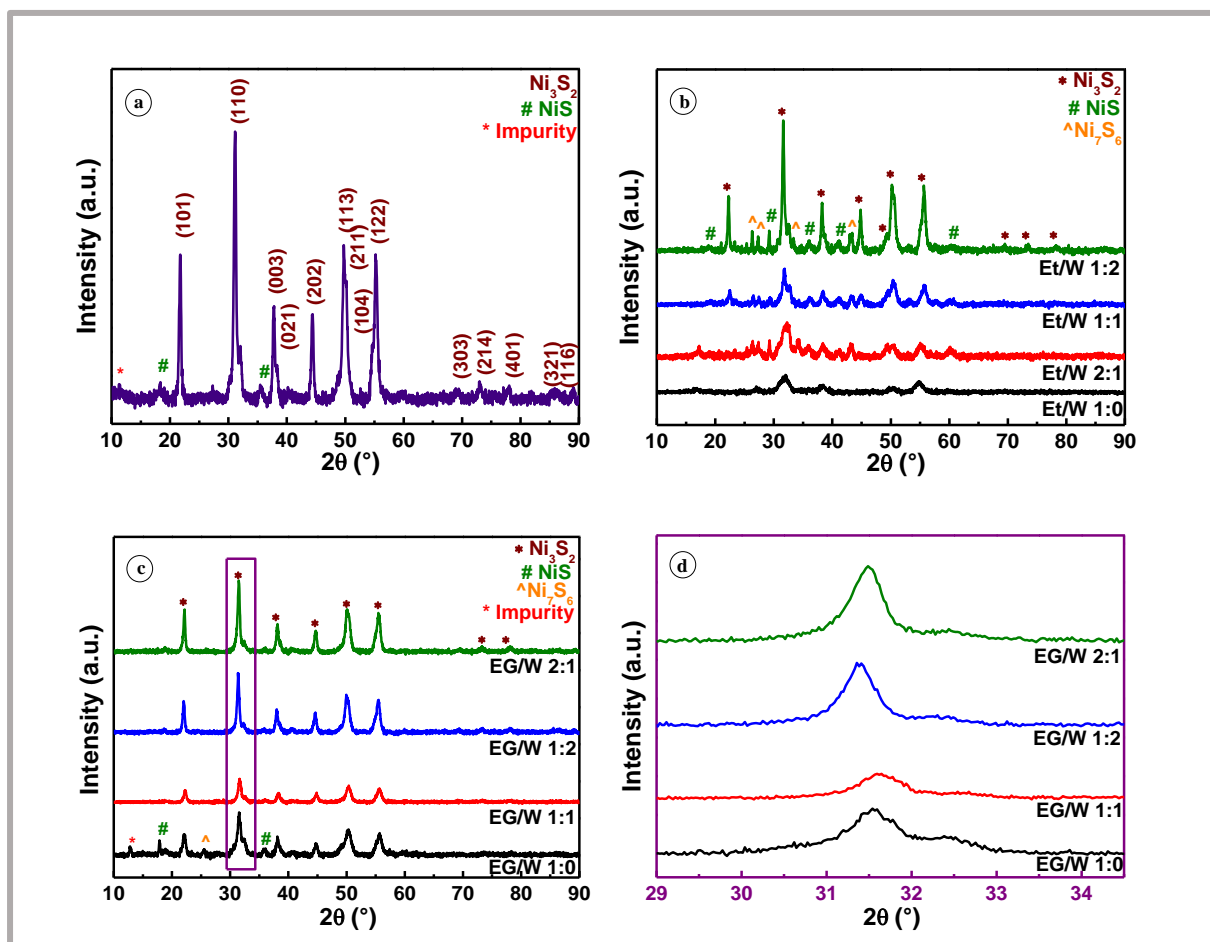 a
Ni₃S₂
# NiS
* Impurity
(101)
(110)
(003)
(021)
(202)
(113)
(211)
(104)
(122)
(303)
(214)
(401)
(321)
(116)
*
#
#
Intensity (a.u.)
10 20 30 40 50 60 70 80 90
2θ (°)
b
* Ni₃S₂
# NiS
^Ni₇S₆
# * ^ ^ # * ^ # * # ^ * * * * # * * *
Et/W 1:2
Et/W 1:1
Et/W 2:1
Et/W 1:0
Intensity (a.u.)
10 20 30 40 50 60 70 80 90
2θ (°)
c
* Ni₃S₂
# NiS
^Ni₇S₆
* Impurity
* * * * * * * *
EG/W 2:1
EG/W 1:2
EG/W 1:1
* # ^ #
EG/W 1:0
Intensity (a.u.)
10 20 30 40 50 60 70 80 90
2θ (°)
d
EG/W 2:1
EG/W 1:2
EG/W 1:1
EG/W 1:0
Intensity (a.u.)
29 30 31 32 33 34
2θ (°)